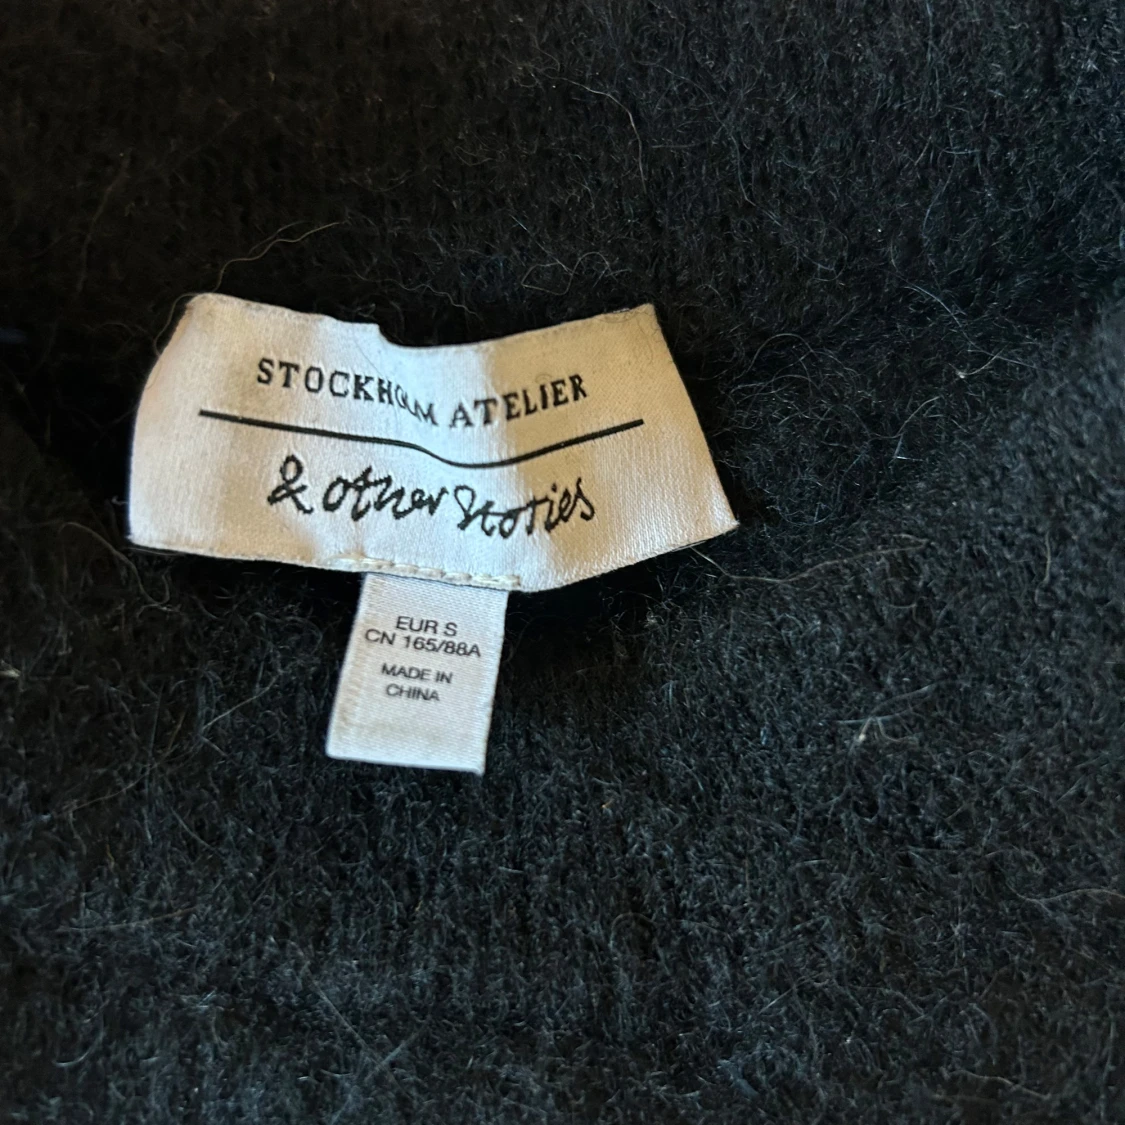 STOCKHOLM ATELIER
& other Stories
EUR S
CN 165/88A
MADE IN
CHINA